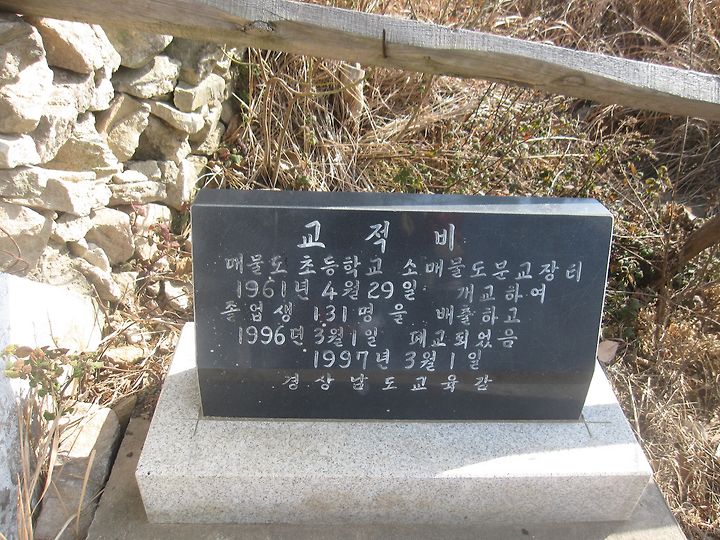 교 적 비
매물도 초등학교 소매물도분교장터
1961년 4월 29일 개교하여
졸업생 131명을 배출하고
1996년 3월 1일 폐교되었음
1997년 3월 1일
경상남도교육감